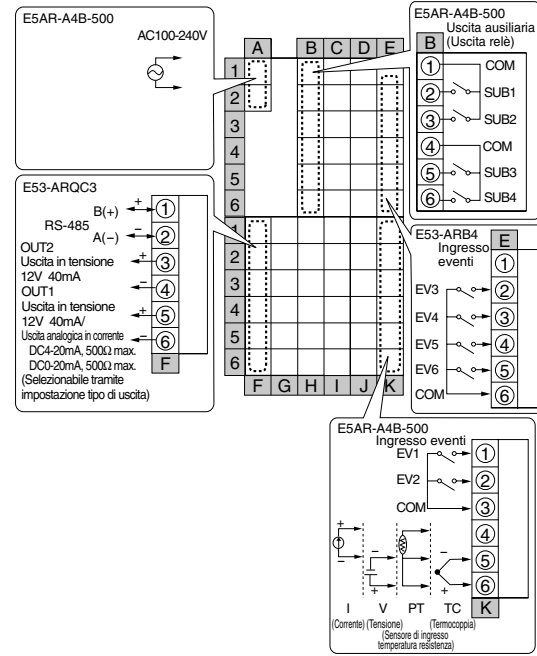 E5AR-A4B-500
AC100-240V
A B C D E
1
2
3
4
5
6
1
2
3
4
5
6
F G H I J K
E5AR-A4B-500
Uscita ausiliaria
(Uscita relè)
B
1 COM
2 SUB1
3 SUB2
4 COM
5 SUB3
6 SUB4
E53-ARQC3
B(+) + 1
RS-485
A(−) − 2
OUT2
Uscita in tensione
12V 40mA
+ 3
− 4
OUT1
Uscita in tensione
12V 40mA/
+ 5
Uscita analogica in corrente
− 6
DC4-20mA, 500Ω max.
DC0-20mA, 500Ω max.
F
(Selezionabile tramite
impostazione tipo di uscita)
E53-ARB4
Ingresso
eventi
E
1
EV3 2
EV4 3
EV5 4
EV6 5
COM 6
E5AR-A4B-500
Ingresso eventi
EV1 1
EV2 2
COM 3
4
5
6
+ −
− +
− +
I V PT TC K
(Corrente) (Tensione) (Termocoppia)
(Sensore di ingresso
temperatura resistenza)